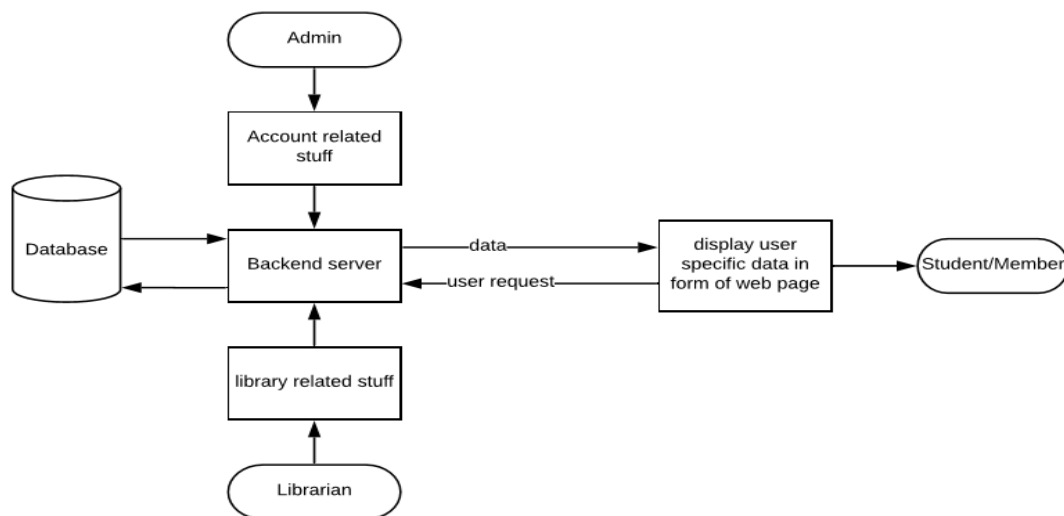 Admin
Account related
stuff
Database
Backend server
data
user request
display user
specific data in
form of web page
Student/Member
library related stuff
Librarian